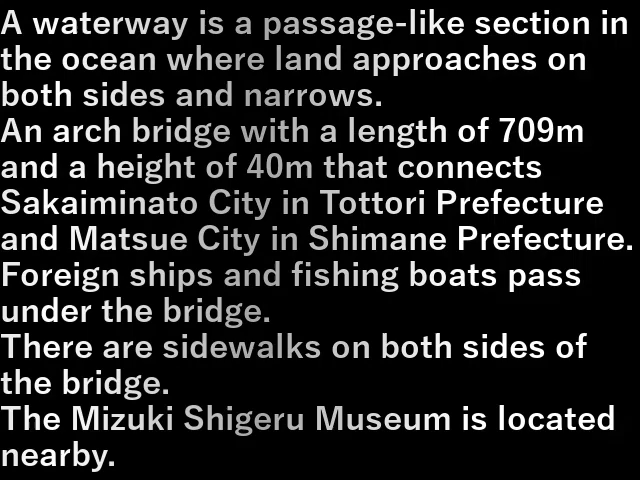 A waterway is a passage-like section in
the ocean where land approaches on
both sides and narrows.
An arch bridge with a length of 709m
and a height of 40m that connects
Sakaiminato City in Tottori Prefecture
and Matsue City in Shimane Prefecture.
Foreign ships and fishing boats pass
under the bridge.
There are sidewalks on both sides of
the bridge.
The Mizuki Shigeru Museum is located
nearby.